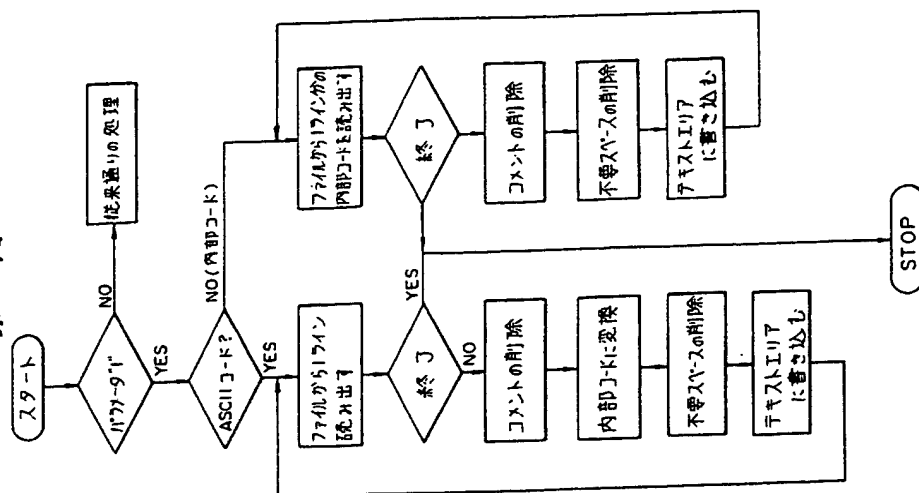 スタート
パラメータ'D'
NO
従来通りの処理
YES
ASCIIコード?
NO(内部コード)
YES
ファイルから1ライン
読み出す
終了
YES
NO
コメントの削除
内部コードに変換
不要スペースの削除
テキストエリア
に書き込む
ファイルから1ライン分の
内部コードを読み出す
終了
コメントの削除
不要スペースの削除
テキストエリア
に書き込む
STOP